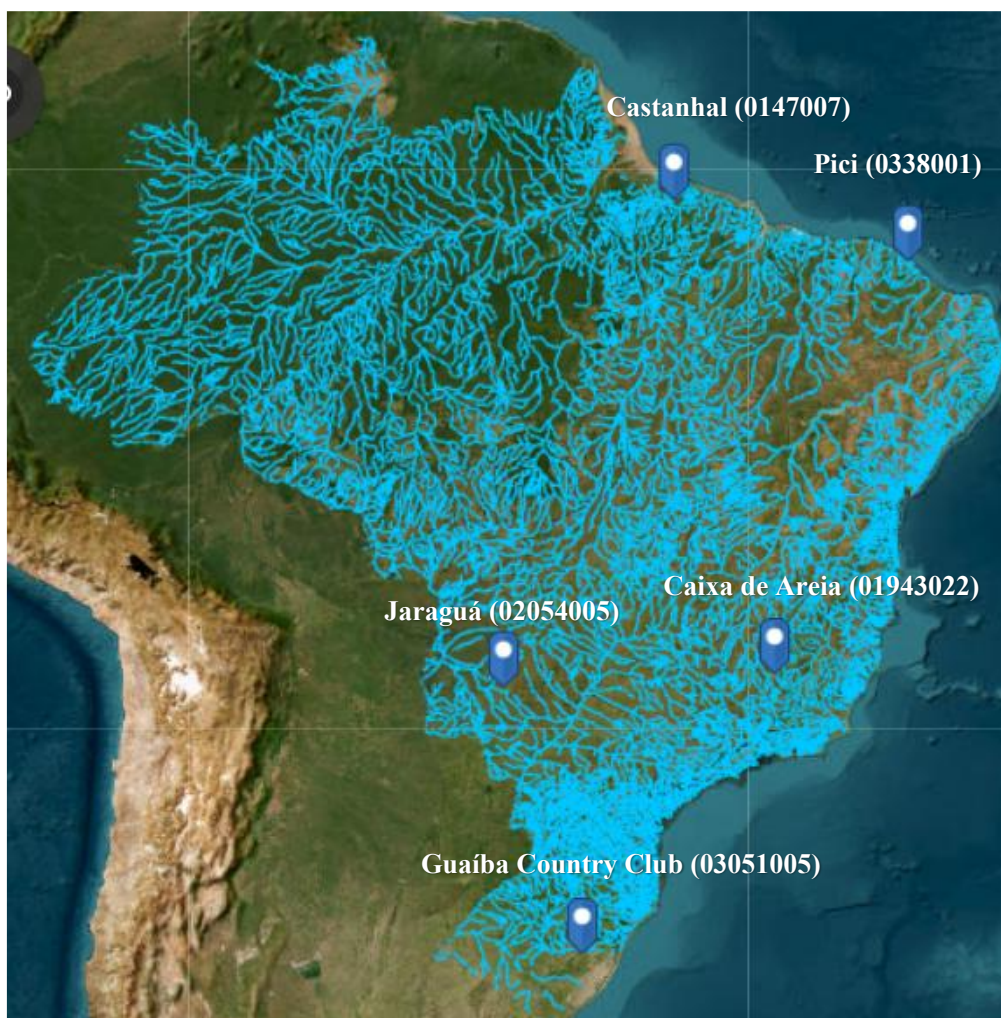 Castanhal (0147007)
Pici (0338001)
Caixa de Areia (01943022)
Jaraguá (02054005)
Guaíba Country Club (03051005)